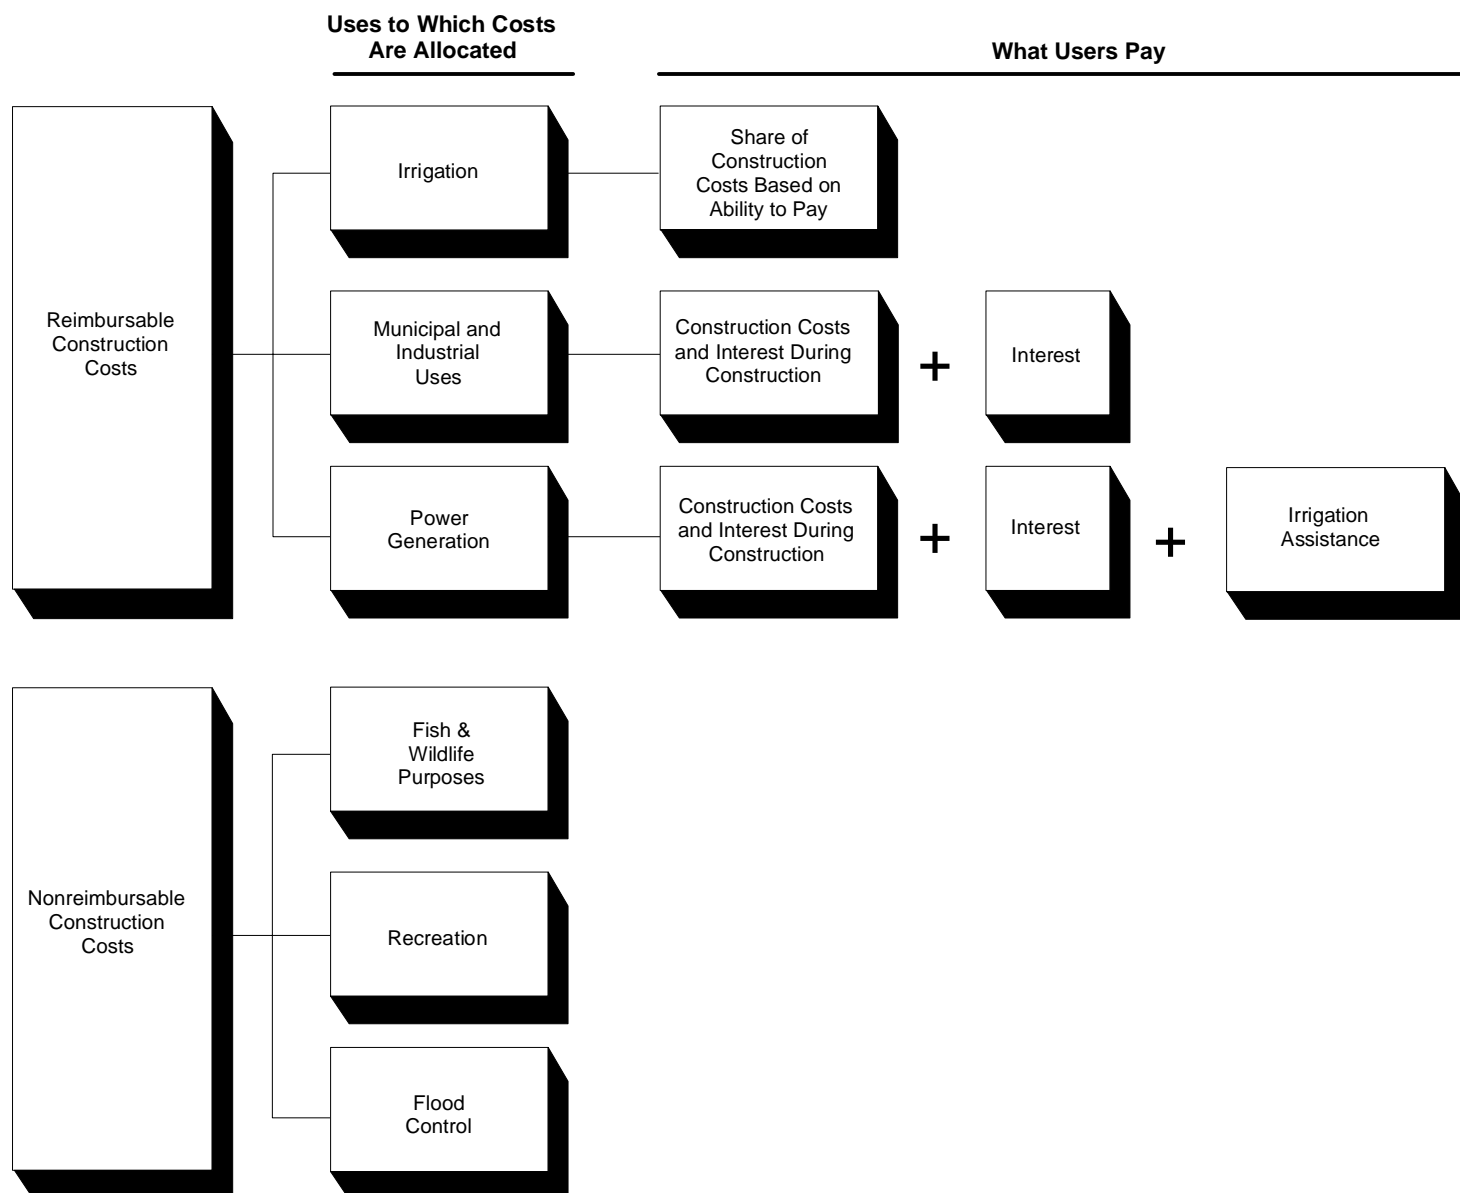 Uses to Which Costs
Are Allocated
What Users Pay
Reimbursable
Construction
Costs
Irrigation
Share of
Construction
Costs Based on
Ability to Pay
Municipal and
Industrial
Uses
Construction Costs
and Interest During
Construction
+
Interest
Power
Generation
Construction Costs
and Interest During
Construction
+
Interest
+
Irrigation
Assistance
Nonreimbursable
Construction
Costs
Fish &
Wildlife
Purposes
Recreation
Flood
Control